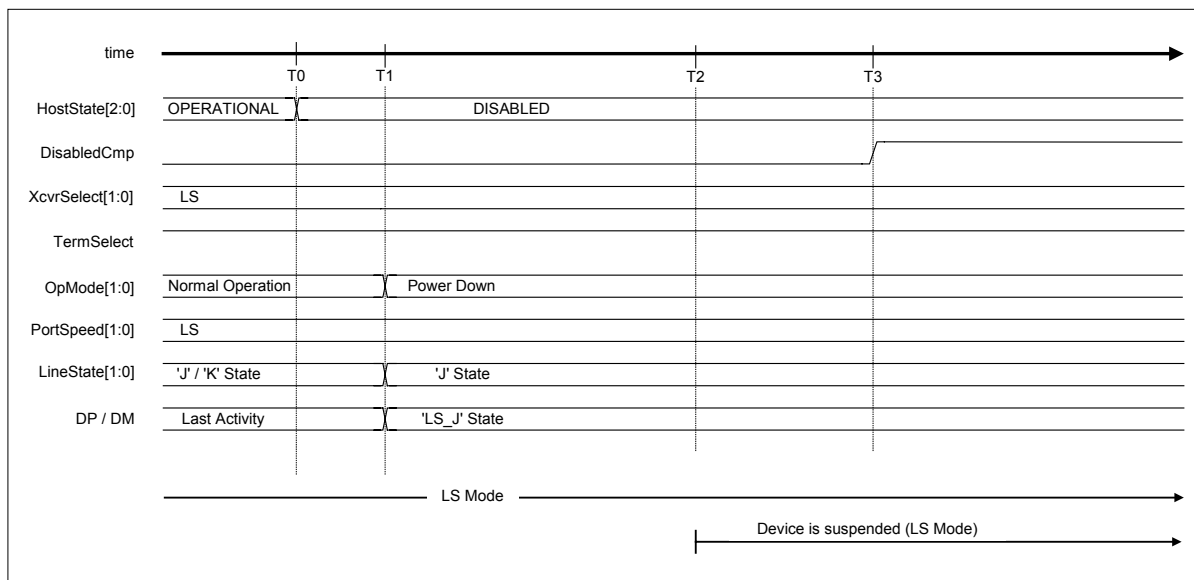 time
T0 T1 T2 T3
HostState[2:0] OPERATIONAL DISABLED
DisabledCmp
XcvrSelect[1:0] LS
TermSelect
OpMode[1:0] Normal Operation Power Down
PortSpeed[1:0] LS
LineState[1:0] 'J' / 'K' State 'J' State
DP / DM Last Activity 'LS_J' State
LS Mode
Device is suspended (LS Mode)